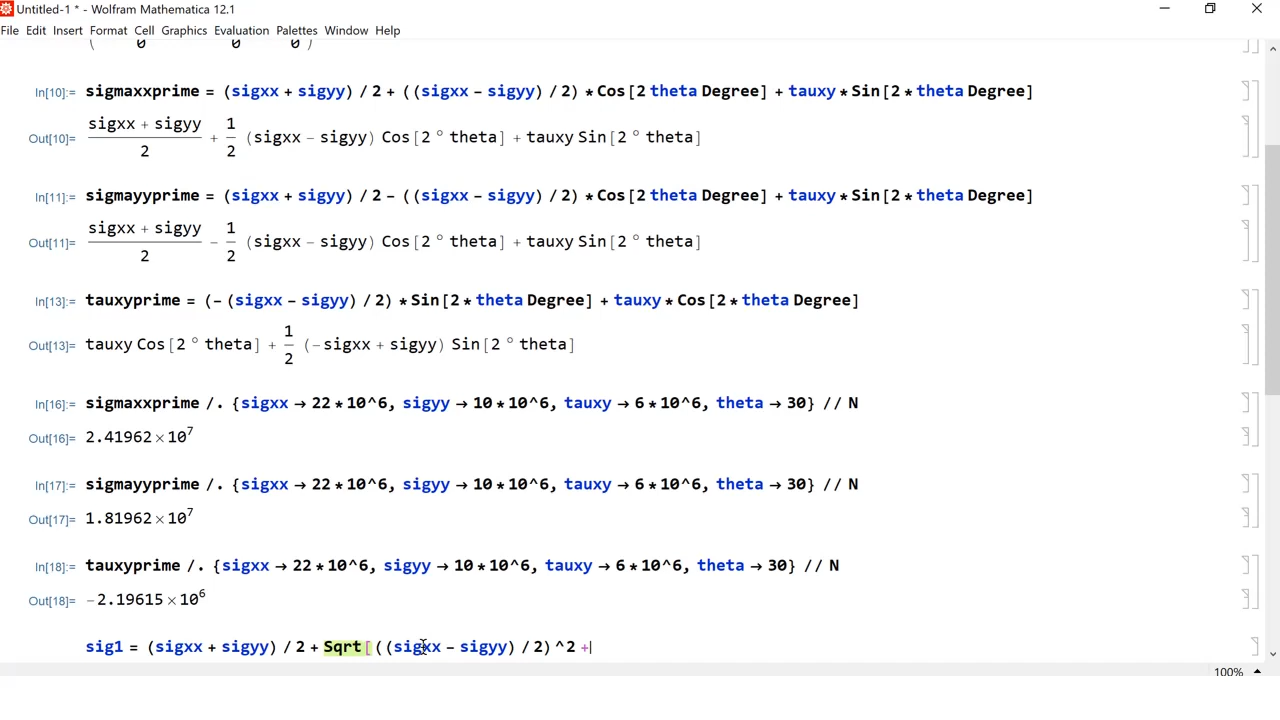 Untitled-1 * - Wolfram Mathematica 12.1
File Edit Insert Format Cell Graphics Evaluation Palettes Window Help
( 0 0 0 )
In[10]:= sigmaxxprime = (sigxx + sigyy) / 2 + ((sigxx - sigyy) / 2) * Cos[2 theta Degree] + tauxy * Sin[2 * theta Degree]
Out[10]= (sigxx + sigyy)/2 + 1/2 (sigxx - sigyy) Cos[2 ° theta] + tauxy Sin[2 ° theta]
In[11]:= sigmayyprime = (sigxx + sigyy) / 2 - ((sigxx - sigyy) / 2) * Cos[2 theta Degree] + tauxy * Sin[2 * theta Degree]
Out[11]= (sigxx + sigyy)/2 - 1/2 (sigxx - sigyy) Cos[2 ° theta] + tauxy Sin[2 ° theta]
In[13]:= tauxyprime = (- (sigxx - sigyy) / 2) * Sin[2 * theta Degree] + tauxy * Cos[2 * theta Degree]
Out[13]= tauxy Cos[2 ° theta] + 1/2 (-sigxx + sigyy) Sin[2 ° theta]
In[16]:= sigmaxxprime /. {sigxx → 22 * 10^6, sigyy → 10 * 10^6, tauxy → 6 * 10^6, theta → 30} // N
Out[16]= 2.41962 × 10^7
In[17]:= sigmayyprime /. {sigxx → 22 * 10^6, sigyy → 10 * 10^6, tauxy → 6 * 10^6, theta → 30} // N
Out[17]= 1.81962 × 10^7
In[18]:= tauxyprime /. {sigxx → 22 * 10^6, sigyy → 10 * 10^6, tauxy → 6 * 10^6, theta → 30} // N
Out[18]= -2.19615 × 10^6
sig1 = (sigxx + sigyy) / 2 + Sqrt[ ((sigxx - sigyy) / 2) ^2 +
100%